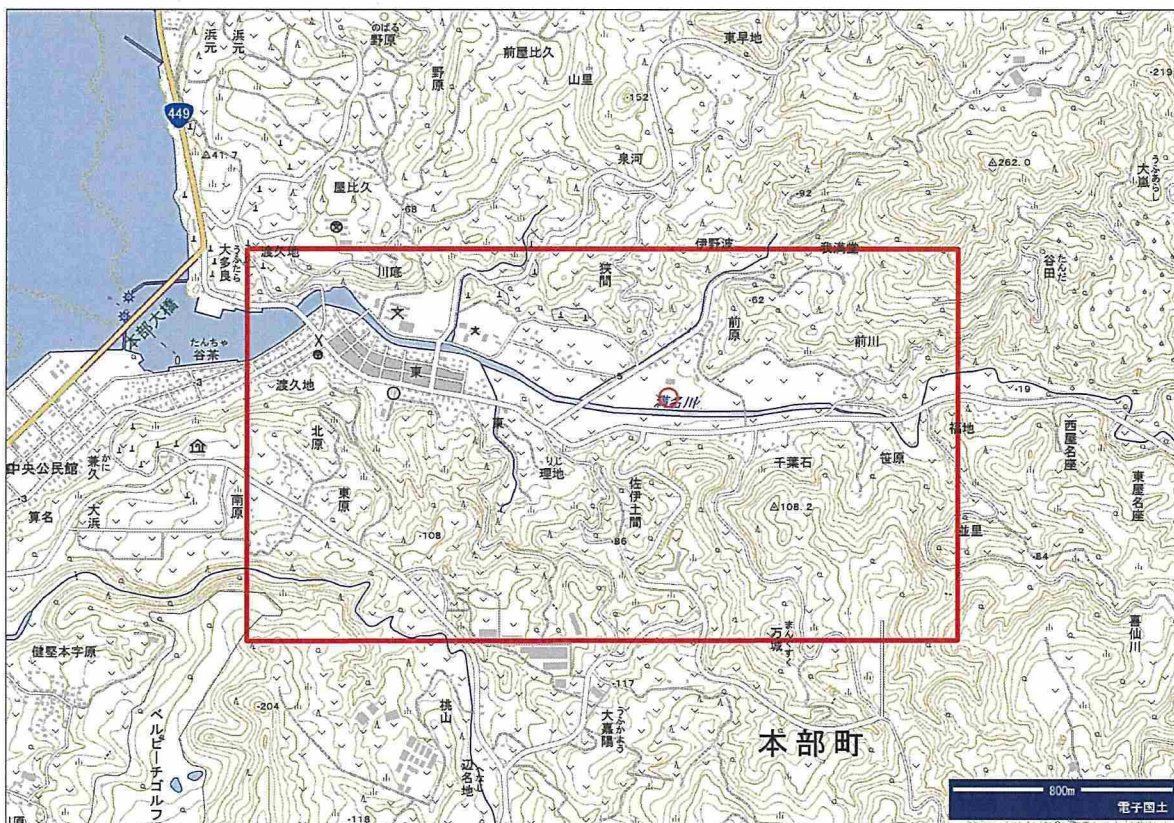 浜元
浜元
のばる
野原
前屋比久
東早地
449
野原
山里
-152
-219
41.7
泉河
屋比久
-68
-92
262.0
うふあらし
大嵐
うふたら
大多良
渡久地
川底
狭間
伊野波
我満堂
たんだ
谷田
本部大橋
たんちゃ
谷茶
-62
前原
前川
-3
渡久地
東
-5
-19
北原
東
福地
西屋名座
中央公民館
かに
兼久
りじ
理地
佐伊土間
千葉石
笹原
東屋名座
-3
算名
大浜
南原
東原
-108
108.2
-86
並里
-84
まんすく
万城
喜仙川
健堅本字原
-117
-204
桃山
うふかよう
大嘉陽
本部町
ベルビーチゴルフ
辺名地
-118
800m
電子国土